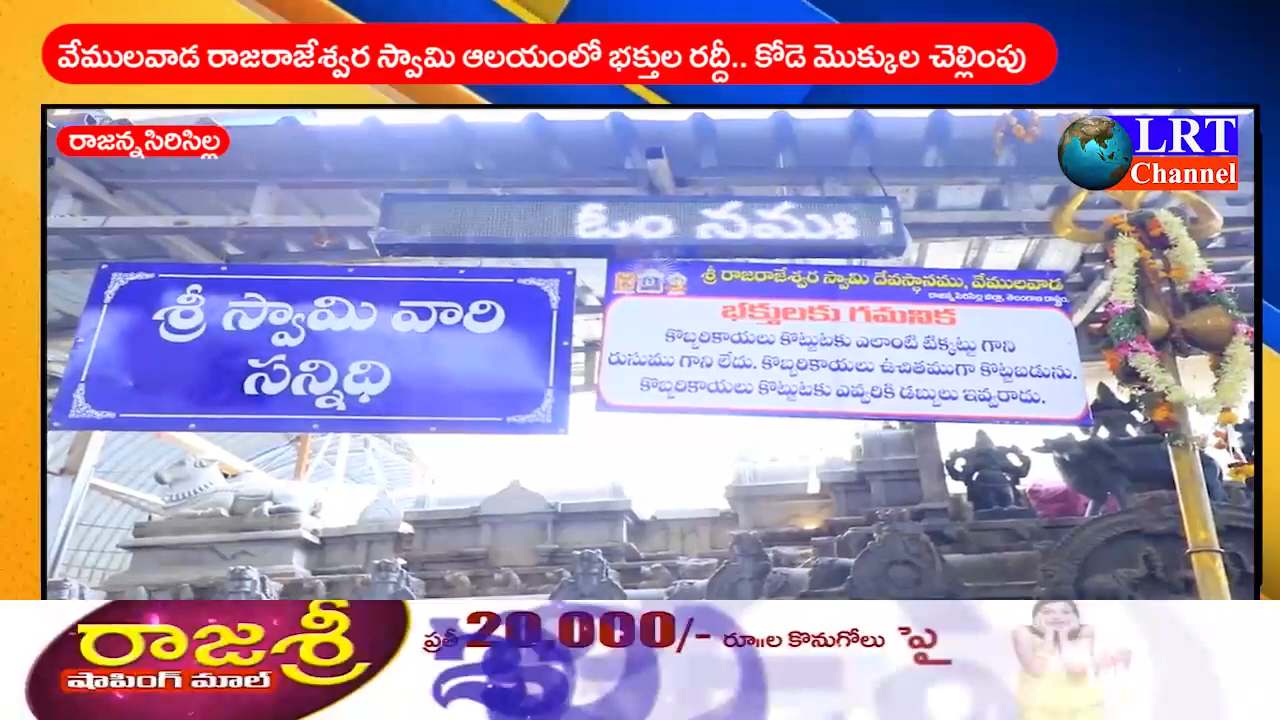 వేములవాడ రాజరాజేశ్వర స్వామి ఆలయంలో భక్తుల రద్దీ.. కోడె మొక్కుల చెల్లింపు
రాజన్నసిరిసిల్ల
LRT
Channel
ఓం నమః
శ్రీ స్వామి వారి
సన్నిధి
శ్రీ రాజరాజేశ్వర స్వామి దేవస్థానము, వేములవాడ
రాజన్న సిరిసిల్ల జిల్లా, తెలంగాణ రాష్ట్రం.
భక్తులకు గమనిక
కొబ్బరికాయలు కొట్టుటకు ఎలాంటి టిక్కట్టు గాని
రుసుము గాని లేదు. కొబ్బరికాయలు ఉచితముగా కొట్టబడును.
కొబ్బరికాయలు కొట్టుటకు ఎవ్వరికి డబ్బులు ఇవ్వరాదు.
రాజశ్రీ
షాపింగ్ మాల్
ప్రతీ 20,000/- రూ॥ల కొనుగోలు పై